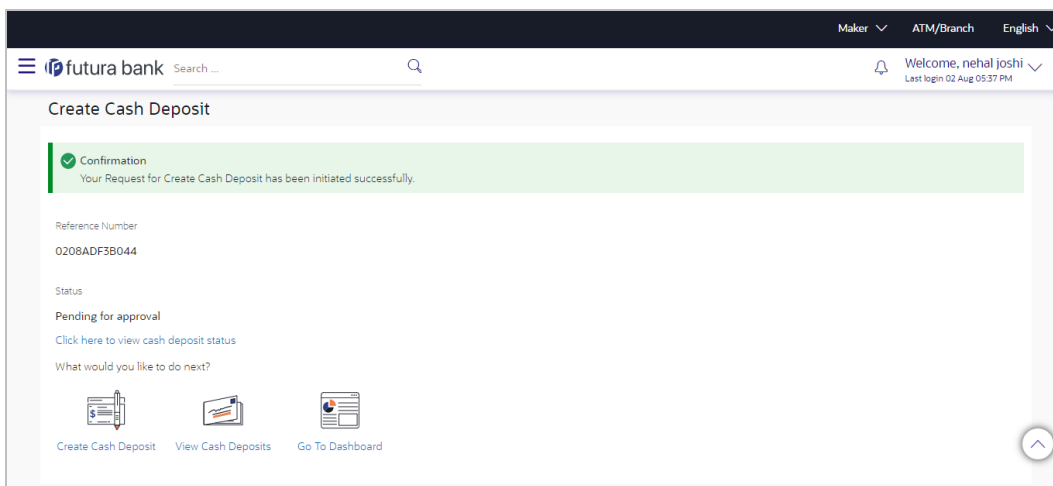 Maker ATM/Branch English
futura bank Search ... Welcome, nehal joshi
Last login 02 Aug 05:37 PM
Create Cash Deposit
Confirmation
Your Request for Create Cash Deposit has been initiated successfully.
Reference Number
0208ADF3B044
Status
Pending for approval
Click here to view cash deposit status
What would you like to do next?
$
Create Cash Deposit View Cash Deposits Go To Dashboard